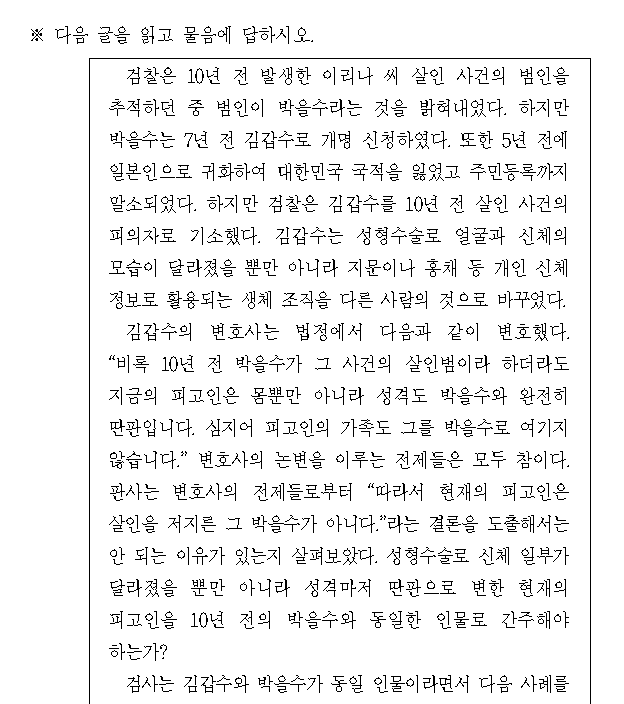 ※ 다음 글을 읽고 물음에 답하시오.
검찰은 10년 전 발생한 이리나 씨 살인 사건의 범인을
추적하던 중 범인이 박을수라는 것을 밝혀내었다. 하지만
박을수는 7년 전 김갑수로 개명 신청하였다. 또한 5년 전에
일본인으로 귀화하여 대한민국 국적을 잃었고 주민등록까지
말소되었다. 하지만 검찰은 김갑수를 10년 전 살인 사건의
피의자로 기소했다. 김갑수는 성형수술로 얼굴과 신체의
모습이 달라졌을 뿐만 아니라 지문이나 홍채 등 개인 신체
정보로 활용되는 생체 조직을 다른 사람의 것으로 바꾸었다.
김갑수의 변호사는 법정에서 다음과 같이 변호했다.
“비록 10년 전 박을수가 그 사건의 살인범이라 하더라도
지금의 피고인은 몸뿐만 아니라 성격도 박을수와 완전히
딴판입니다. 심지어 피고인의 가족도 그를 박을수로 여기지
않습니다.” 변호사의 논변을 이루는 전제들은 모두 참이다.
판사는 변호사의 전제들로부터 “따라서 현재의 피고인은
살인을 저지른 그 박을수가 아니다.”라는 결론을 도출해서는
안 되는 이유가 있는지 살펴보았다. 성형수술로 신체 일부가
달라졌을 뿐만 아니라 성격마저 딴판으로 변한 현재의
피고인을 10년 전의 박을수와 동일한 인물로 간주해야
하는가?
검사는 김갑수와 박을수가 동일 인물이라면서 다음 사례를